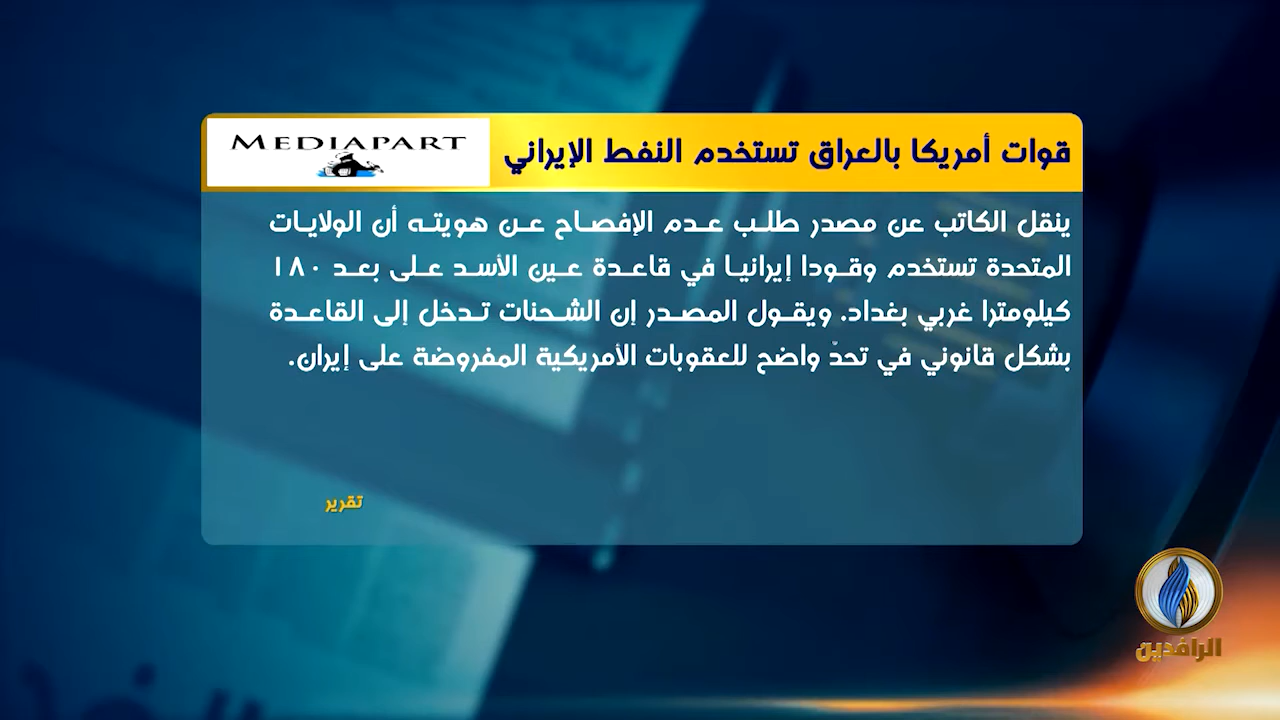 قوات أمريكا بالعراق تستخدم النفط الإيراني
MEDIAPART
ينقل الكاتب عن مصدر طلب عدم الإفصاح عن هويته أن الولايات
المتحدة تستخدم وقودا إيرانيا في قاعدة عين الأسد على بعد ١٨٠
كيلومترا غربي بغداد. ويقول المصدر إن الشحنات تدخل إلى القاعدة
بشكل قانوني في تحدّ واضح للعقوبات الأمريكية المفروضة على إيران.
تقرير
الرافدين